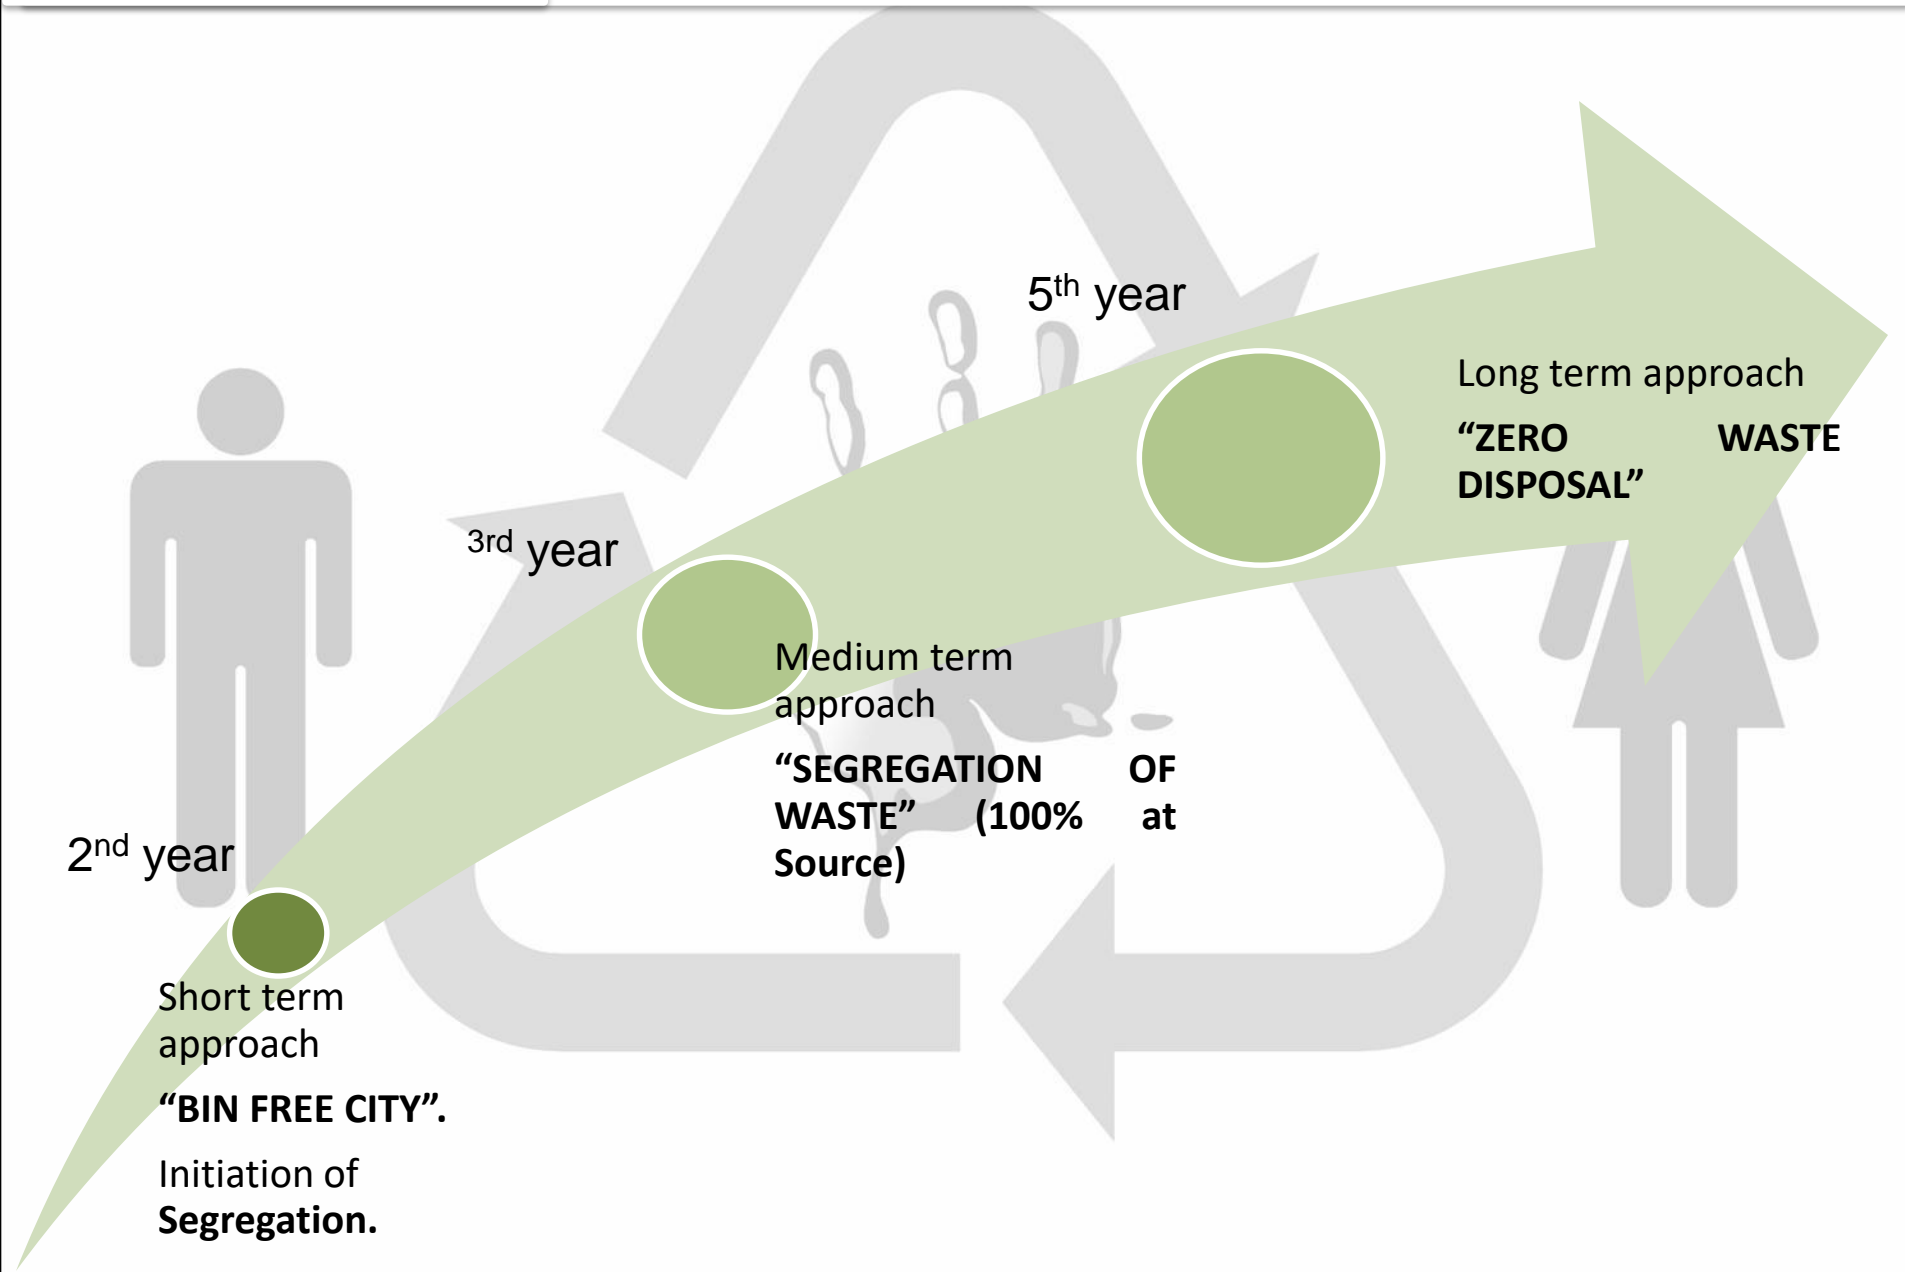 5th year
Long term approach
“ZERO WASTE
DISPOSAL”
3rd year
Medium term
approach
“SEGREGATION OF
WASTE” (100% at
Source)
2nd year
Short term
approach
“BIN FREE CITY”.
Initiation of
Segregation.